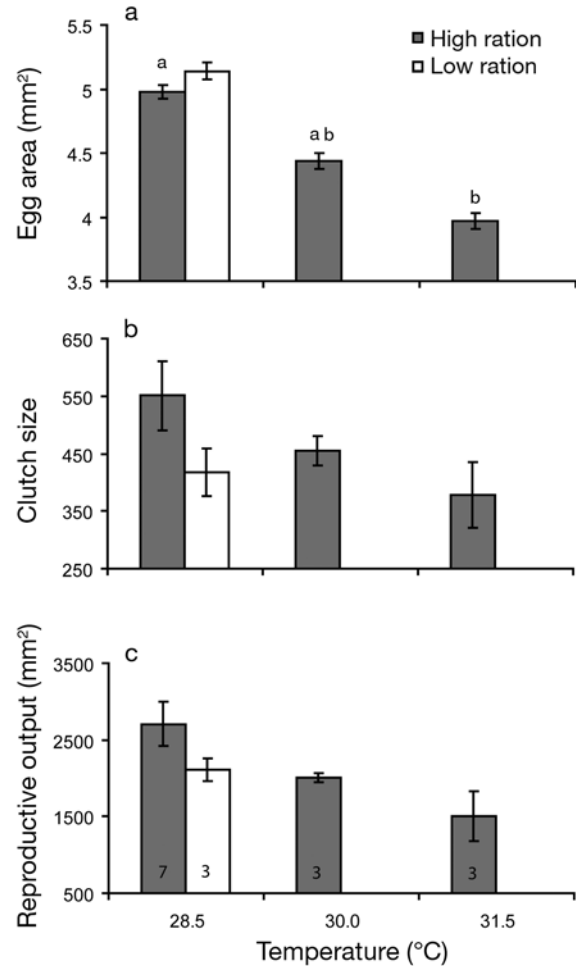 a
High ration
Low ration
Egg area (mm²)
5.5
5
4.5
4
3.5
a
a b
b
b
Clutch size
650
550
450
350
250
c
Reproductive output (mm²)
3500
2500
1500
500
7
3
3
3
28.5
30.0
31.5
Temperature (°C)